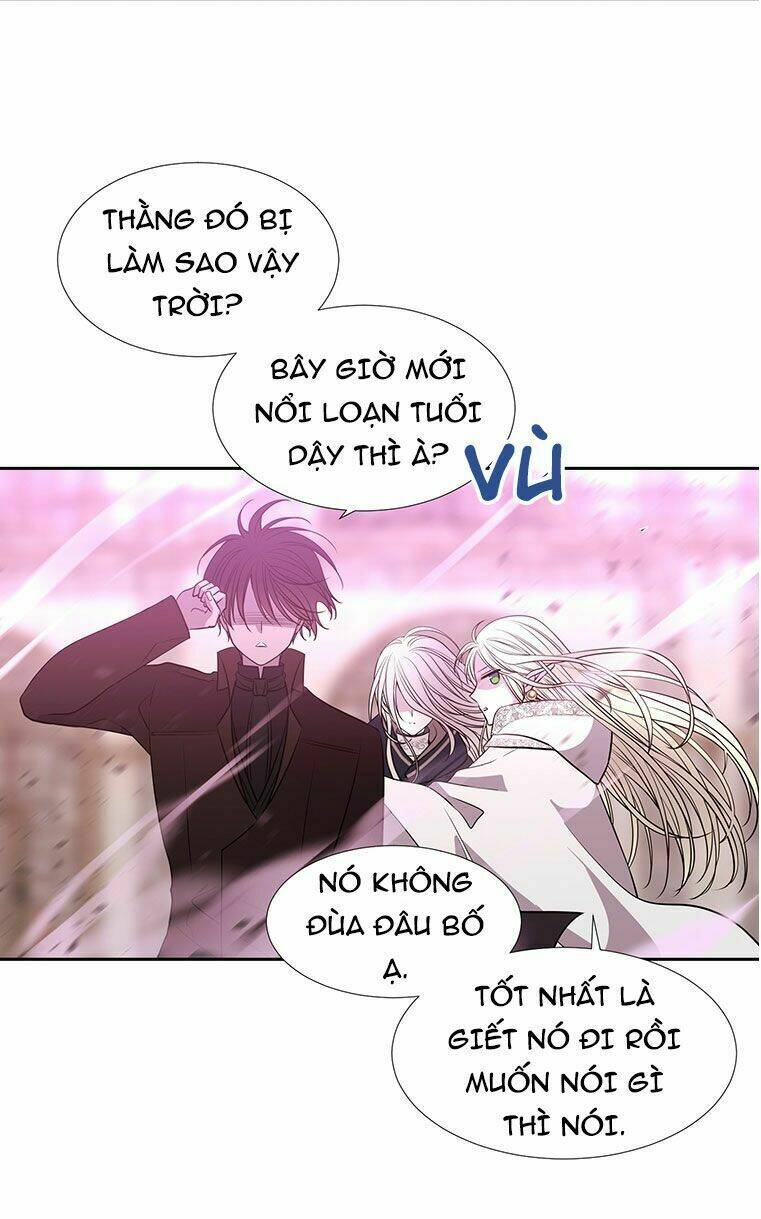 THẰNG ĐÓ BỊ
LÀM SAO VẬY
TRỜI?
BÂY GIỜ MỚI
NỔI LOẠN TUỔI
DẬY THÌ À?
VÙ
NÓ KHÔNG
ĐÙA ĐÂU BỐ
Ạ.
TỐT NHẤT LÀ
GIẾT NÓ ĐI RỒI
MUỐN NÓI GÌ
THÌ NÓI.